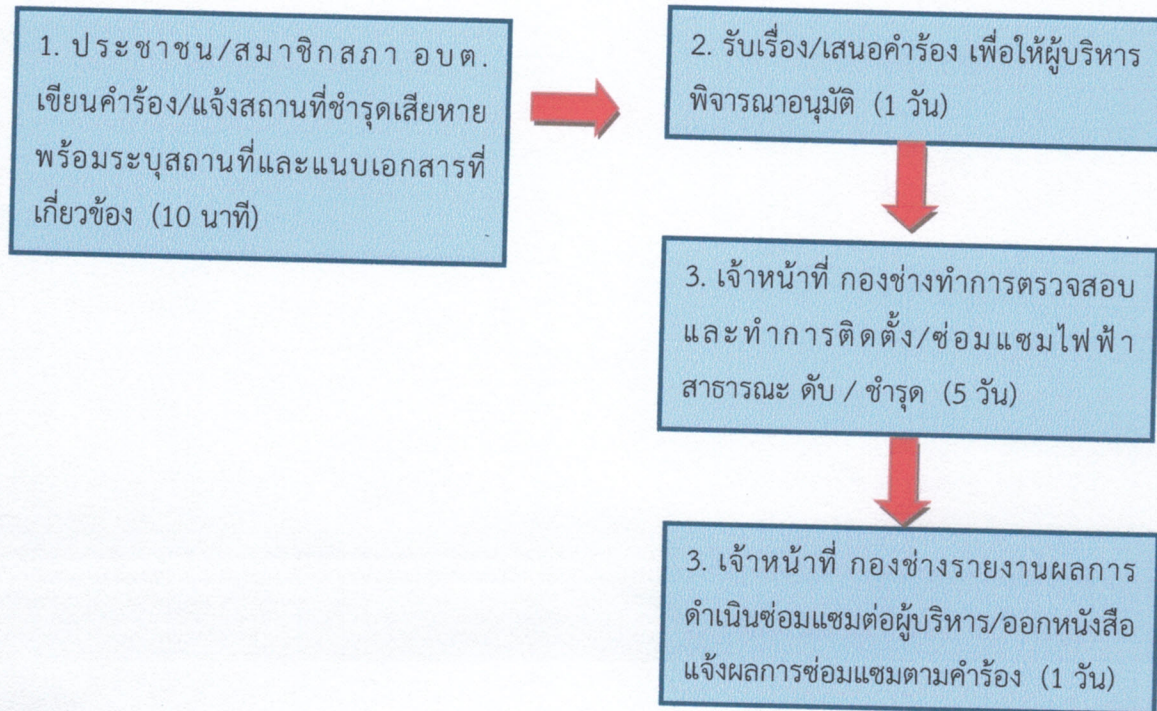 1. ประชาชน/สมาชิกสภา อบต.
เขียนคำร้อง/แจ้งสถานที่ชำรุดเสียหาย
พร้อมระบุสถานที่และแนบเอกสารที่
เกี่ยวข้อง (10 นาที)
2. รับเรื่อง/เสนอคำร้อง เพื่อให้ผู้บริหาร
พิจารณาอนุมัติ (1 วัน)
3. เจ้าหน้าที่ กองช่างทำการตรวจสอบ
และทำการติดตั้ง/ซ่อมแซมไฟฟ้า
สาธารณะ ดับ / ชำรุด (5 วัน)
3. เจ้าหน้าที่ กองช่างรายงานผลการ
ดำเนินซ่อมแซมต่อผู้บริหาร/ออกหนังสือ
แจ้งผลการซ่อมแซมตามคำร้อง (1 วัน)